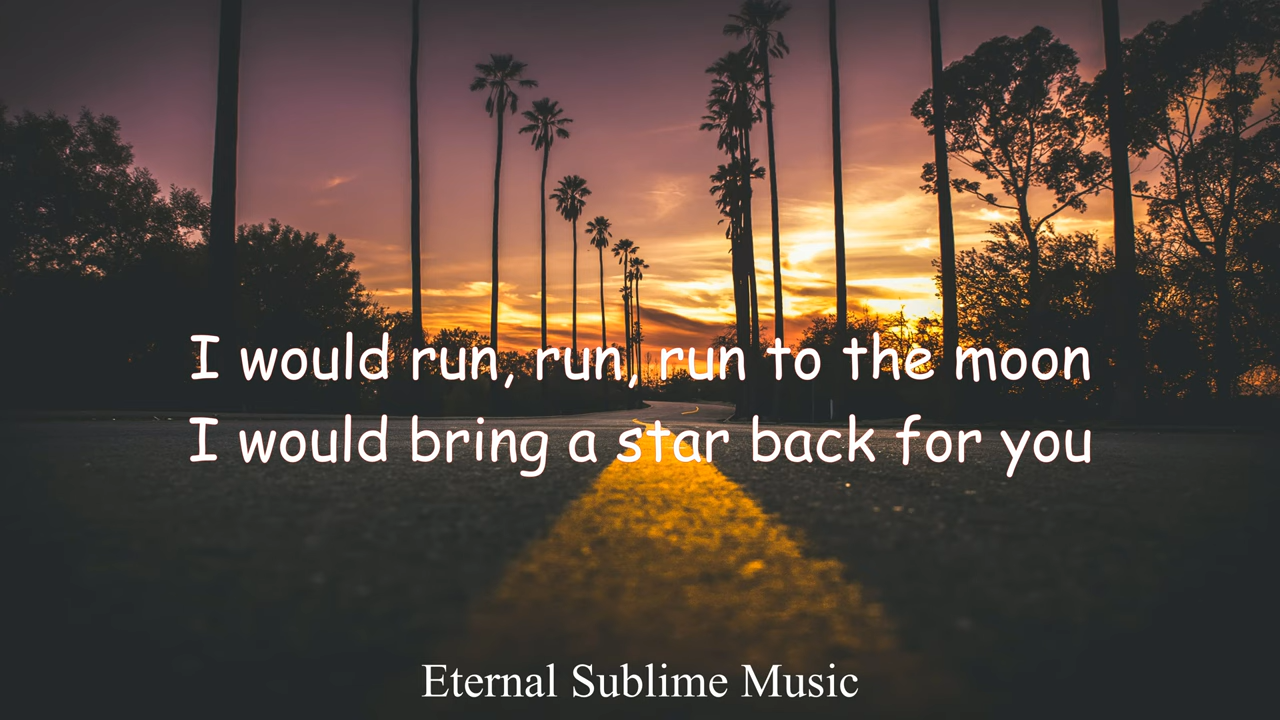 I would run, run, run to the moon
I would bring a star back for you
Eternal Sublime Music